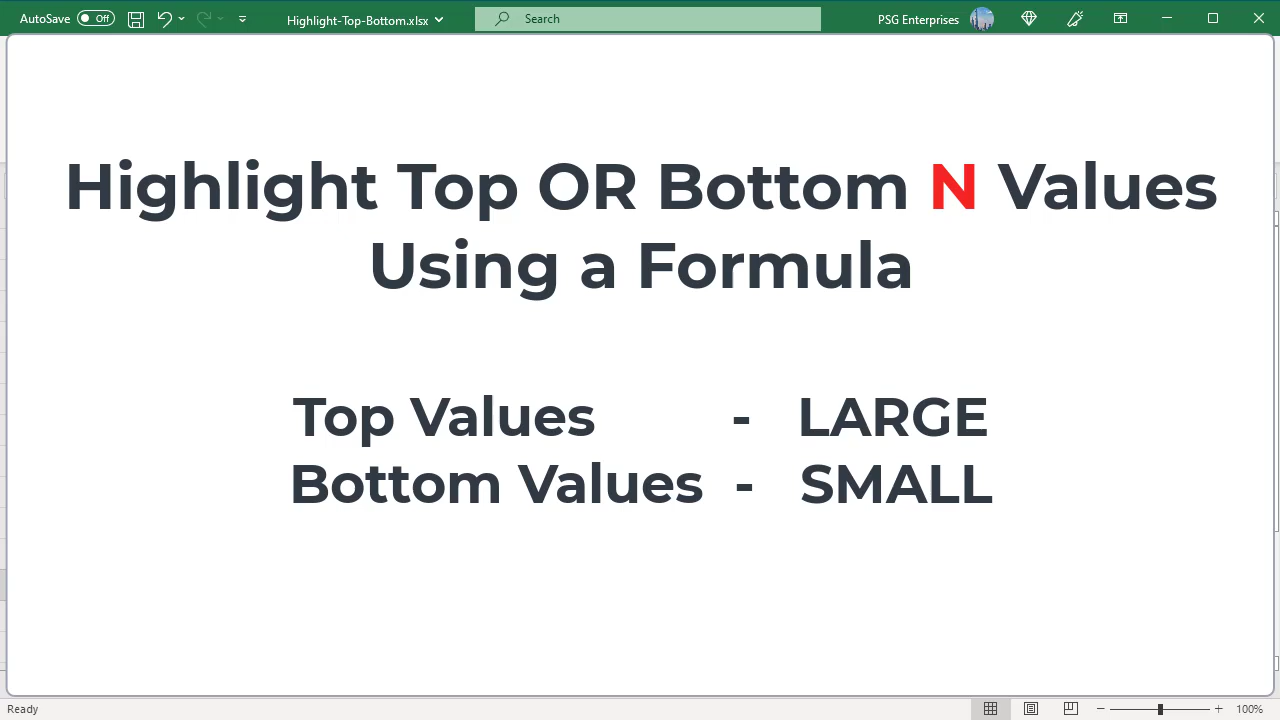 AutoSave Off Highlight-Top-Bottom.xlsx Search PSG Enterprises
Highlight Top OR Bottom N Values
Using a Formula
Top Values - LARGE
Bottom Values - SMALL
Ready 100%